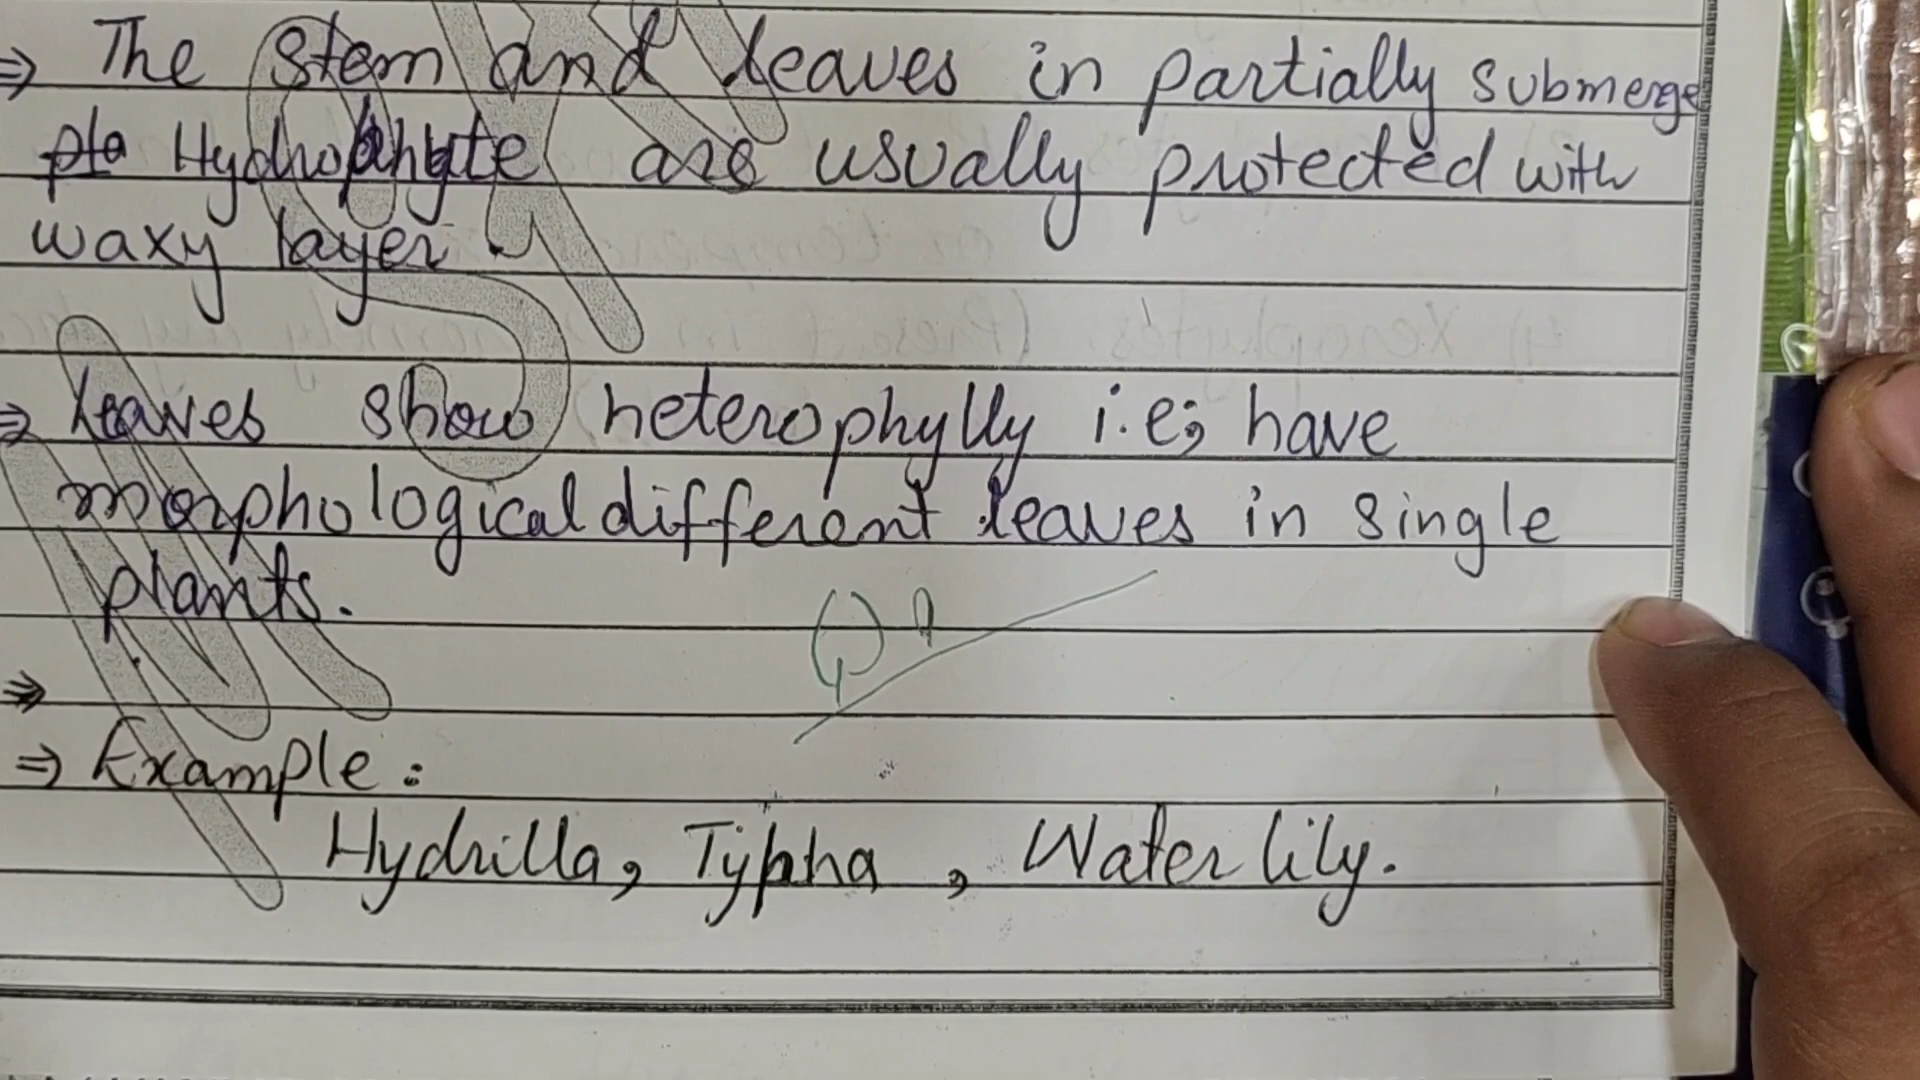 ⇒ The stem and leaves in partially submerge
Hydrophyte are usually protected with
waxy layer.
⇒ Leaves show heterophylly i.e; have
morphological different leaves in single
plants.
⇒
⇒ Example:
Hydrilla, Typha, Water lily.